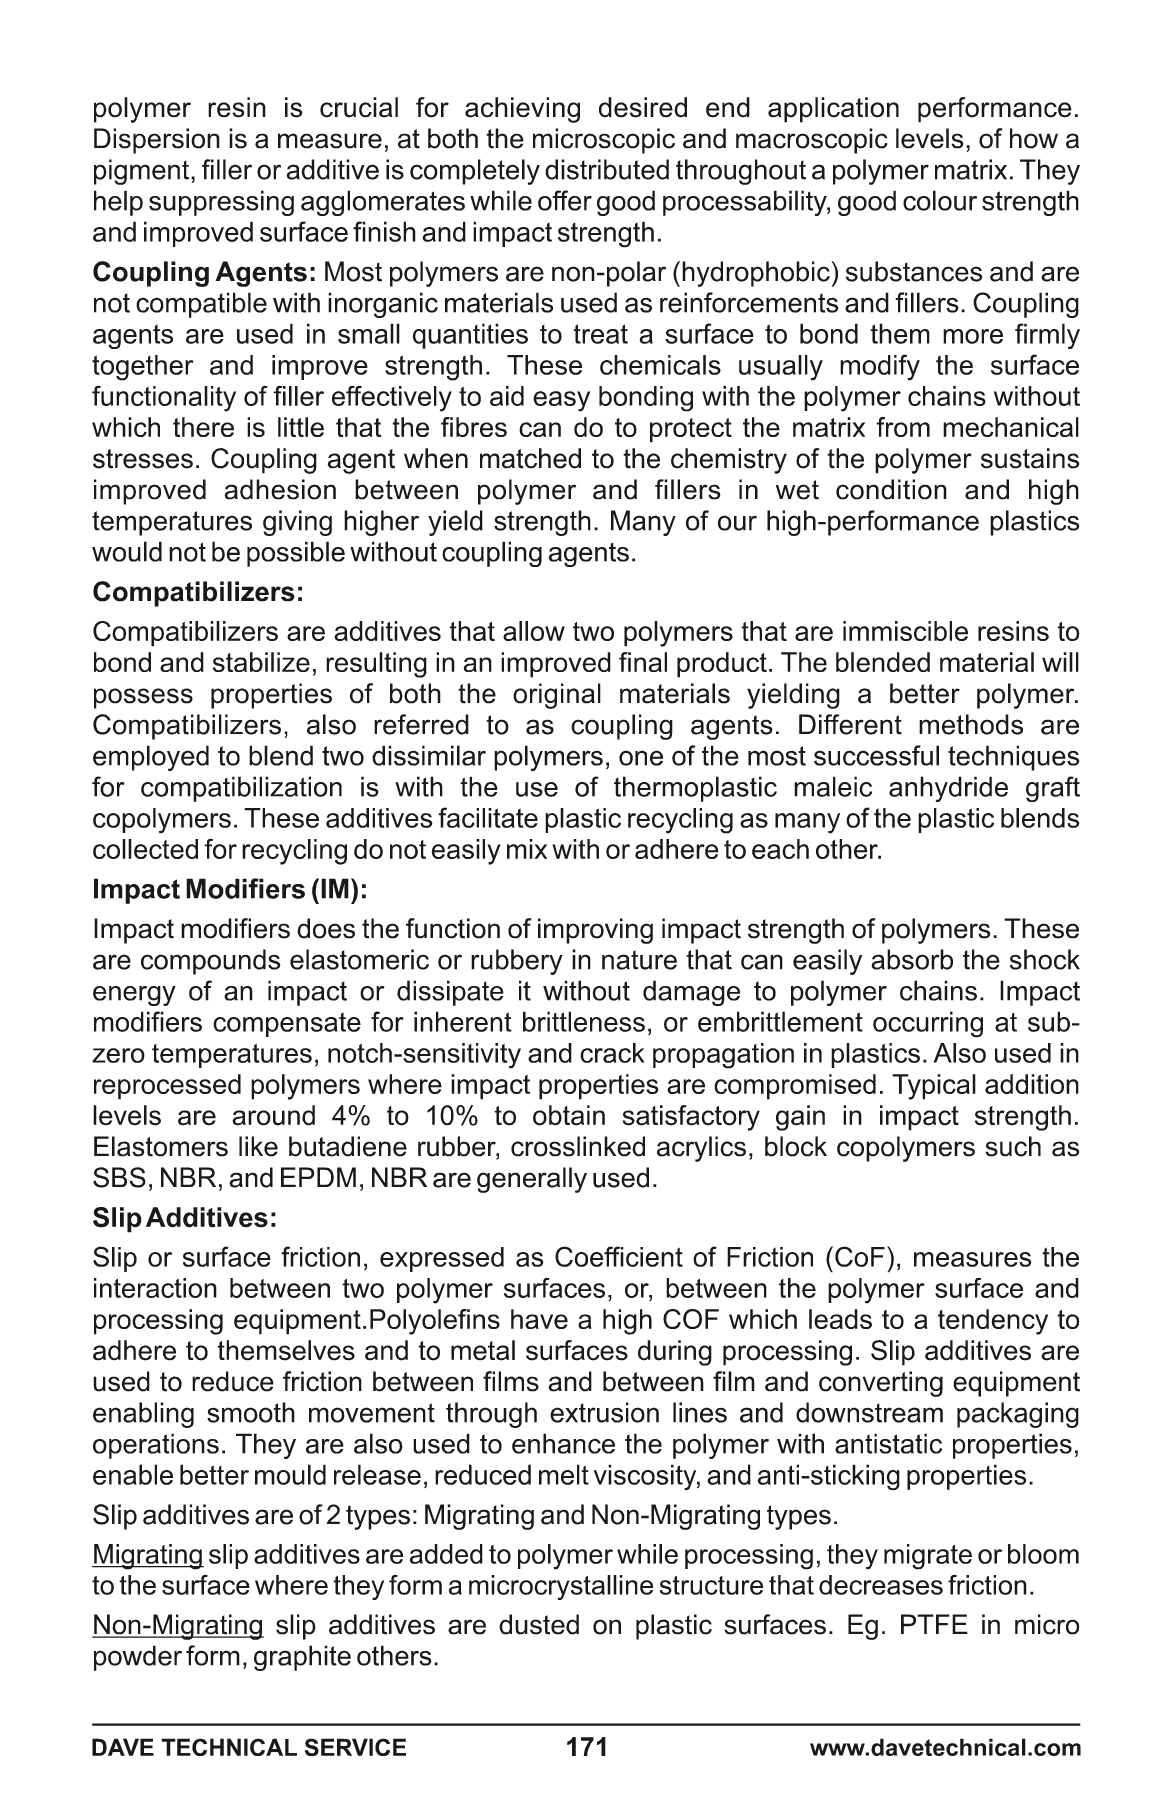 polymer resin is crucial for achieving desired end application performance.
Dispersion is a measure, at both the microscopic and macroscopic levels, of how a
pigment, filler or additive is completely distributed throughout a polymer matrix. They
help suppressing agglomerates while offer good processability, good colour strength
and improved surface finish and impact strength.
Coupling Agents: Most polymers are non-polar (hydrophobic) substances and are
not compatible with inorganic materials used as reinforcements and fillers. Coupling
agents are used in small quantities to treat a surface to bond them more firmly
together and improve strength. These chemicals usually modify the surface
functionality of filler effectively to aid easy bonding with the polymer chains without
which there is little that the fibres can do to protect the matrix from mechanical
stresses. Coupling agent when matched to the chemistry of the polymer sustains
improved adhesion between polymer and fillers in wet condition and high
temperatures giving higher yield strength. Many of our high-performance plastics
would not be possible without coupling agents.
Compatibilizers:
Compatibilizers are additives that allow two polymers that are immiscible resins to
bond and stabilize, resulting in an improved final product. The blended material will
possess properties of both the original materials yielding a better polymer.
Compatibilizers, also referred to as coupling agents. Different methods are
employed to blend two dissimilar polymers, one of the most successful techniques
for compatibilization is with the use of thermoplastic maleic anhydride graft
copolymers. These additives facilitate plastic recycling as many of the plastic blends
collected for recycling do not easily mix with or adhere to each other.
Impact Modifiers (IM):
Impact modifiers does the function of improving impact strength of polymers. These
are compounds elastomeric or rubbery in nature that can easily absorb the shock
energy of an impact or dissipate it without damage to polymer chains. Impact
modifiers compensate for inherent brittleness, or embrittlement occurring at sub-
zero temperatures, notch-sensitivity and crack propagation in plastics. Also used in
reprocessed polymers where impact properties are compromised. Typical addition
levels are around 4% to 10% to obtain satisfactory gain in impact strength.
Elastomers like butadiene rubber, crosslinked acrylics, block copolymers such as
SBS, NBR, and EPDM, NBR are generally used.
Slip Additives:
Slip or surface friction, expressed as Coefficient of Friction (CoF), measures the
interaction between two polymer surfaces, or, between the polymer surface and
processing equipment.Polyolefins have a high COF which leads to a tendency to
adhere to themselves and to metal surfaces during processing. Slip additives are
used to reduce friction between films and between film and converting equipment
enabling smooth movement through extrusion lines and downstream packaging
operations. They are also used to enhance the polymer with antistatic properties,
enable better mould release, reduced melt viscosity, and anti-sticking properties.
Slip additives are of 2 types: Migrating and Non-Migrating types.
Migrating slip additives are added to polymer while processing, they migrate or bloom
to the surface where they form a microcrystalline structure that decreases friction.
Non-Migrating slip additives are dusted on plastic surfaces. Eg. PTFE in micro
powder form, graphite others.
DAVE TECHNICAL SERVICE 171 www.davetechnical.com